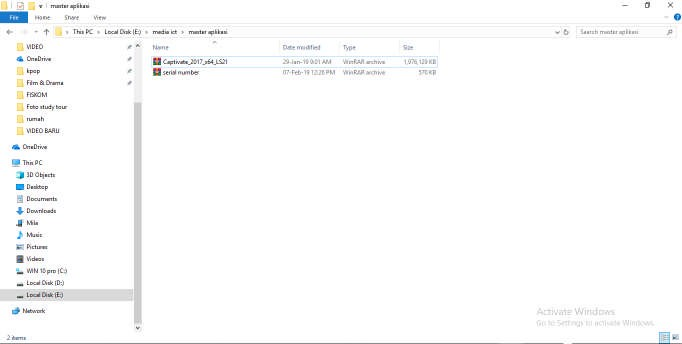 master aplikasi
File Home Share View
This PC > Local Disk (E:) > media ict > master aplikasi
Search master aplikasi
Name Date modified Type Size
Captivate_2017_x64_LS21 29-Jan-19 9:01 AM WinRAR archive 1,976,129 KB
serial number 07-Feb-19 12:26 PM WinRAR archive 570 KB
VIDEO
OneDrive
kpop
Film & Drama
FISKOM
Foto study tour
rumah
VIDEO BARU
OneDrive
This PC
3D Objects
Desktop
Documents
Downloads
Mile
Music
Pictures
Videos
WIN 10 pro (C:)
Local Disk (D:)
Local Disk (E:)
Network
Activate Windows
Go to Settings to activate Windows.
2 items